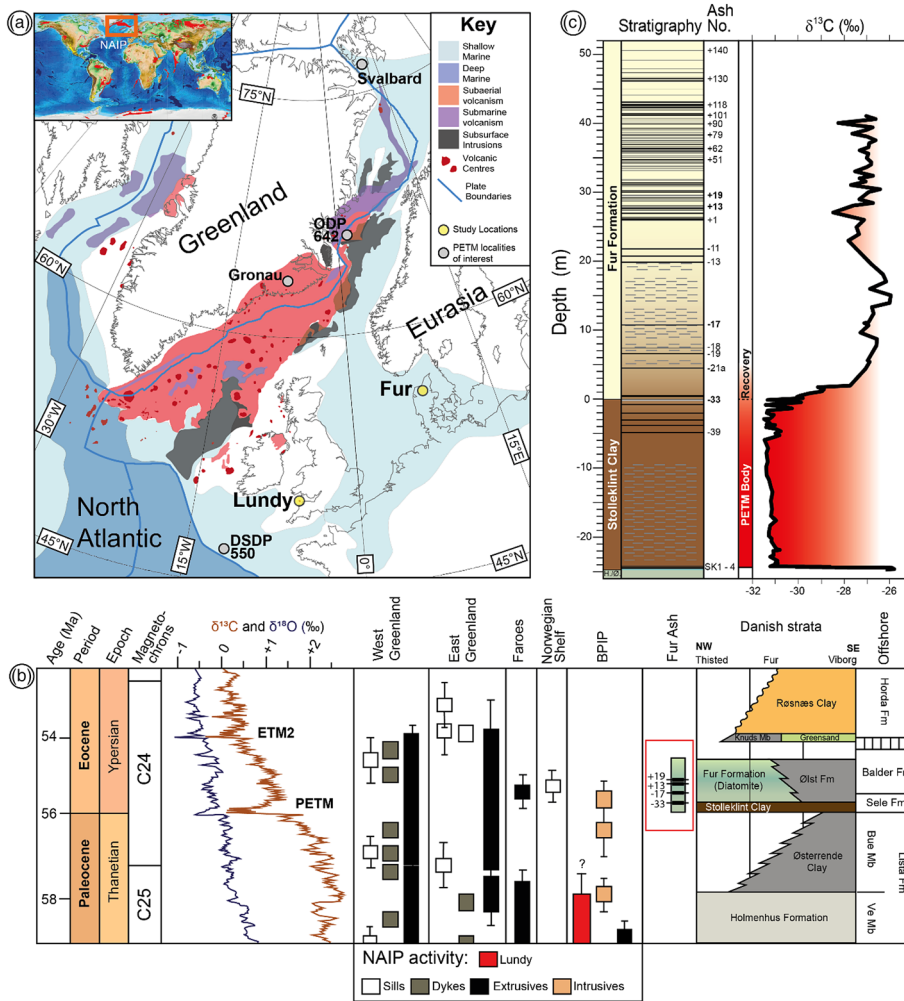 (a)
NAIP
Key
Shallow
Marine
Deep
Marine
Subaerial
volcanism
Submarine
volcanism
Subsurface
Intrusions
Volcanic
Centres
Plate
Boundaries
Study Locations
PETM localities
of interest
Svalbard
75°N
Greenland
ODP
642
Gronau
60°N
Eurasia
60°N
Fur
30°W
15°E
North
Atlantic
Lundy
DSDP
550
45°N
15°W
0°
45°N
(c)
Stratigraphy
Ash
No.
δ13C (‰)
Depth (m)
50
40
30
20
10
0
-10
-20
Fur Formation
Stolleklint Clay
H./Ø.
+140
+130
+118
+101
+90
+79
+62
+51
+19
+13
+1
-11
-13
-17
-18
-19
-21a
-33
-39
SK1 - 4
Recovery
PETM Body
-32
-30
-28
-26
(b)
Age (Ma)
Period
Epoch
Magneto-
chrons
δ13C and δ18O (‰)
-1
0
+1
+2
West
Greenland
East
Greenland
Faroes
Norwegian
Shelf
BPIP
Fur Ash
Danish strata
NW
SE
Thisted
Fur
Viborg
Offshore
54
56
58
Eocene
Paleocene
Ypersian
Thanetian
C24
C25
ETM2
PETM
?
+19
+13
-17
-33
Røsnæs Clay
Knuds Mb
Greensand
Fur Formation
(Diatomite)
Ølst Fm
Stolleklint Clay
Østerrende
Clay
Holmenhus Formation
Horda Fm
Balder Fm
Sele Fm
Bue Mb
Ve Mb
Lista Fm
NAIP activity:
Lundy
Sills
Dykes
Extrusives
Intrusives